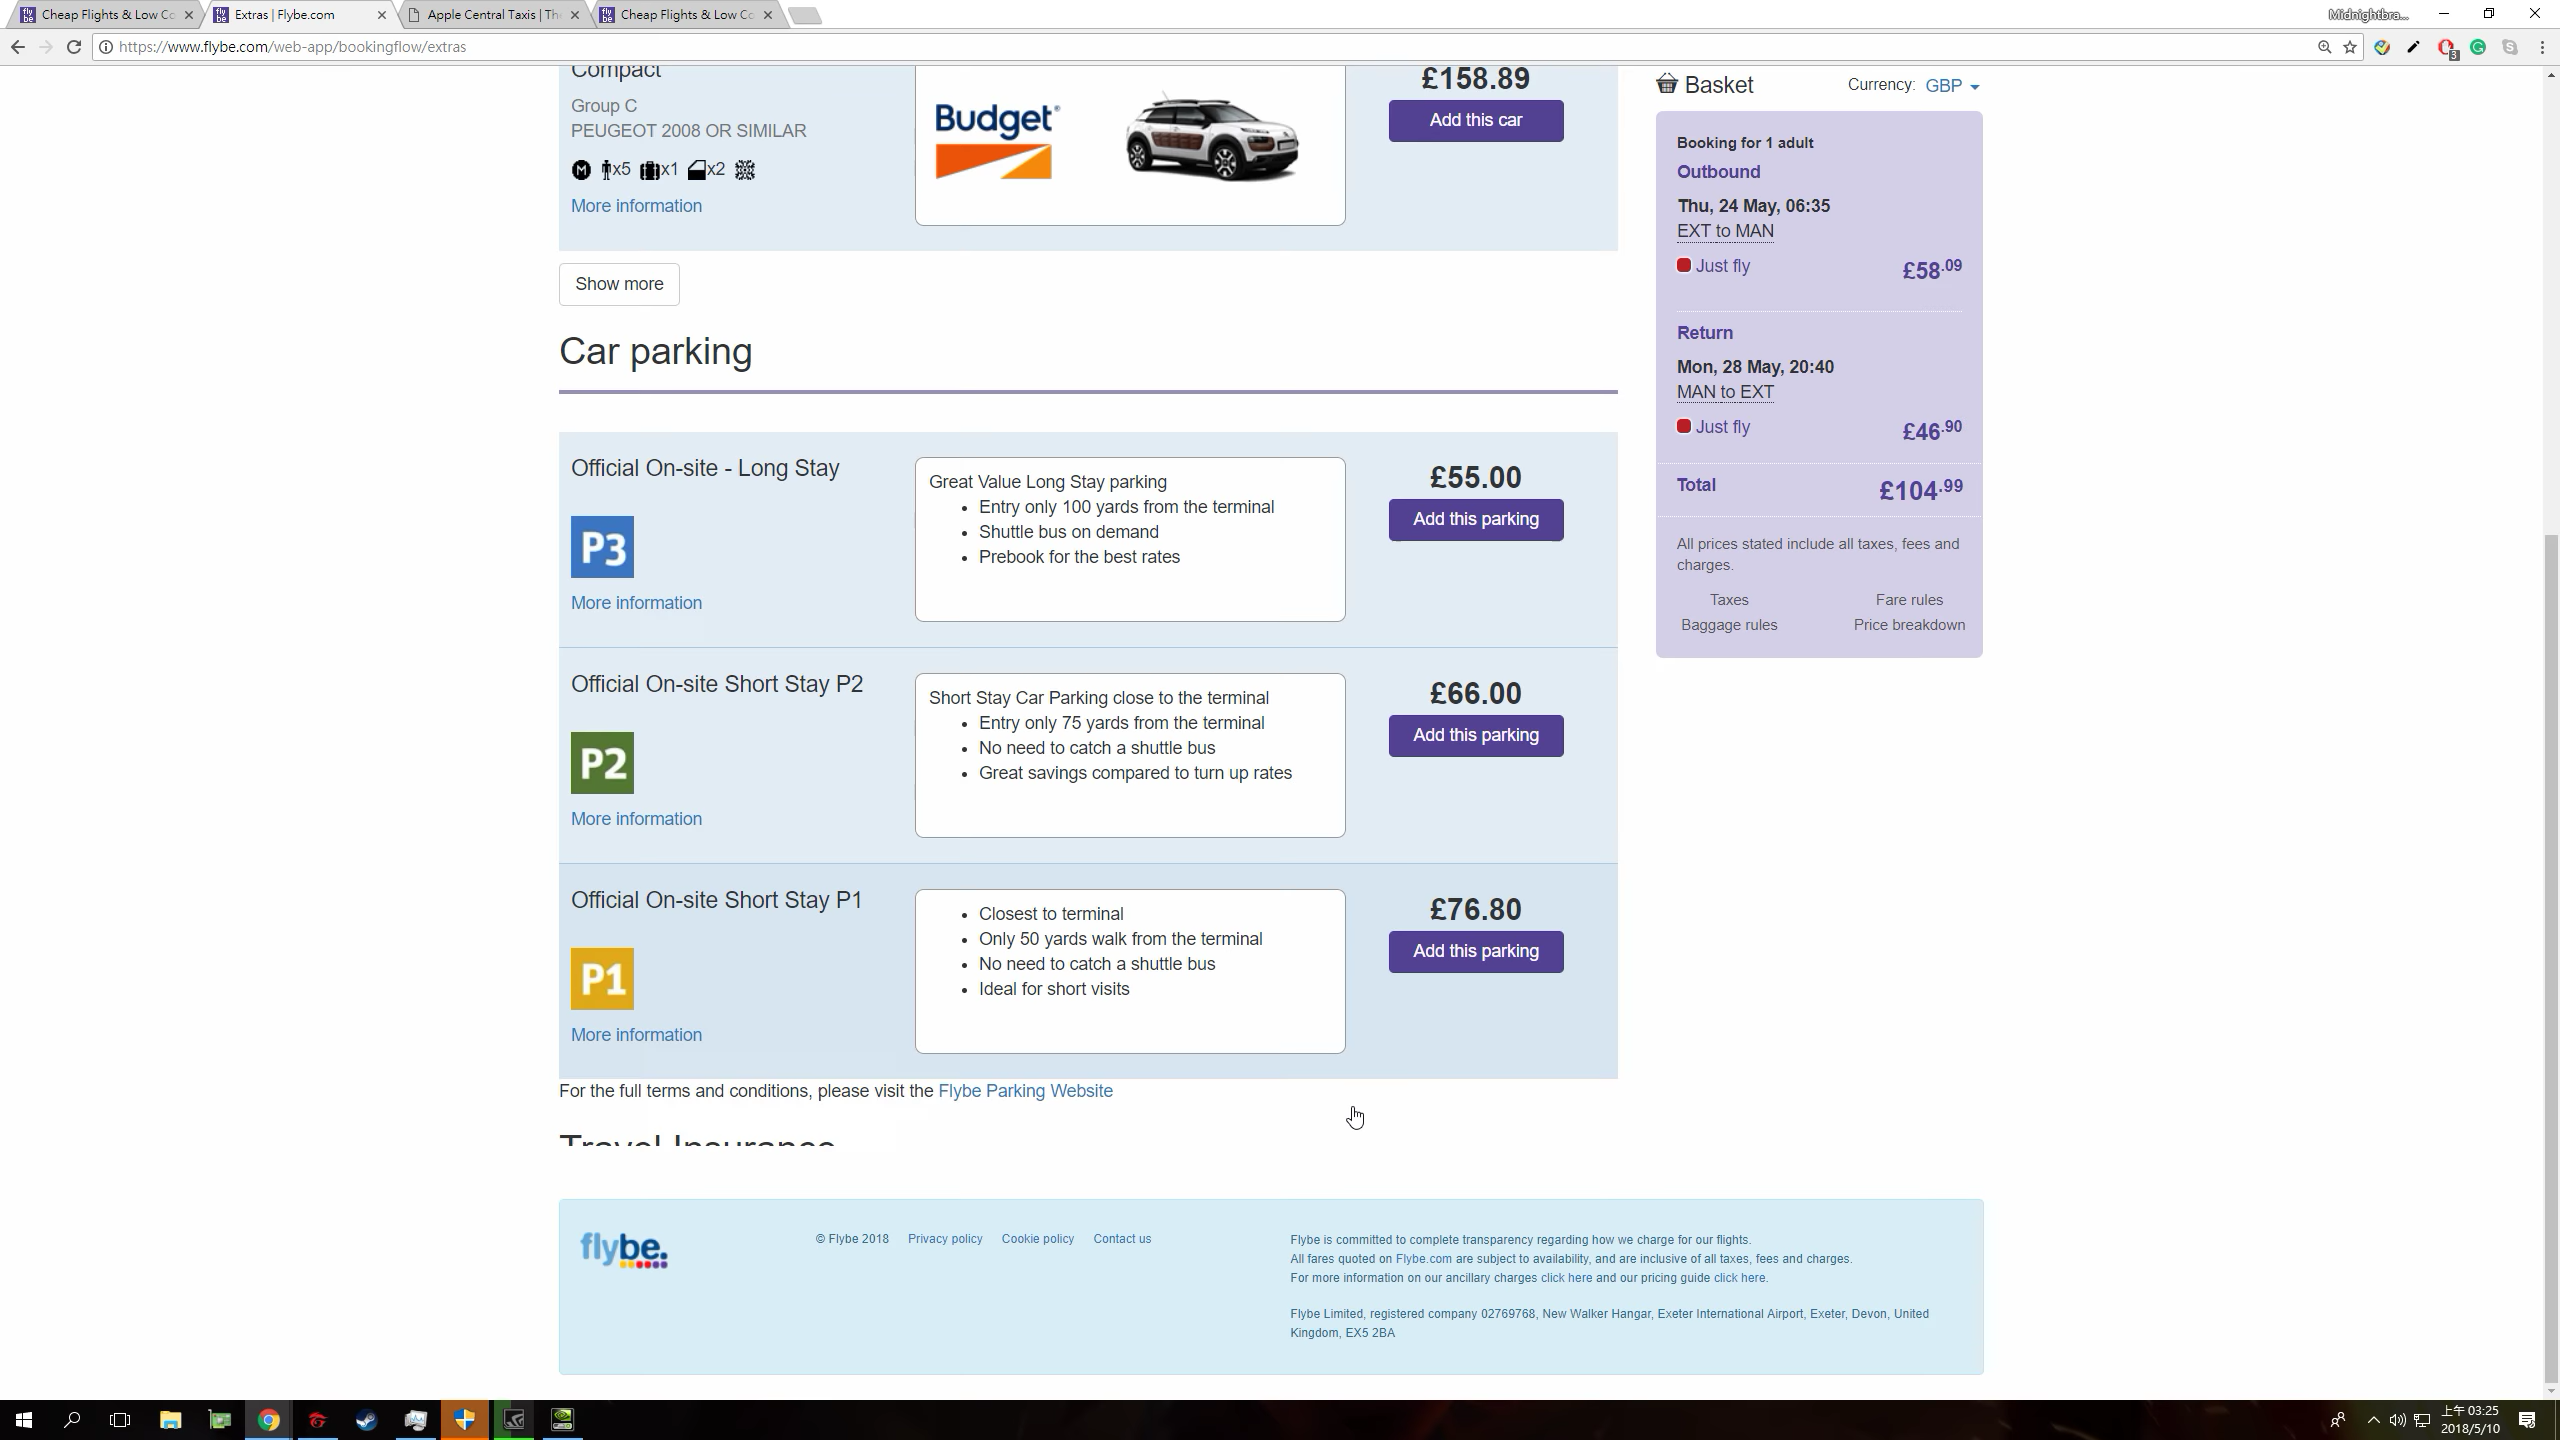 Cheap Flights & Low Co
Extras | Flybe.com
Apple Central Taxis | Th
Cheap Flights & Low Co
Midnightbra...
https://www.flybe.com/web-app/bookingflow/extras
Compact
Group C
PEUGEOT 2008 OR SIMILAR
M x5 x1 x2
More information
Budget
£158.89
Add this car
Show more
Car parking
Official On-site - Long Stay
P3
More information
Great Value Long Stay parking
• Entry only 100 yards from the terminal
• Shuttle bus on demand
• Prebook for the best rates
£55.00
Add this parking
Official On-site Short Stay P2
P2
More information
Short Stay Car Parking close to the terminal
• Entry only 75 yards from the terminal
• No need to catch a shuttle bus
• Great savings compared to turn up rates
£66.00
Add this parking
Official On-site Short Stay P1
P1
More information
• Closest to terminal
• Only 50 yards walk from the terminal
• No need to catch a shuttle bus
• Ideal for short visits
£76.80
Add this parking
For the full terms and conditions, please visit the Flybe Parking Website
Travel Insurance
Basket
Currency: GBP
Booking for 1 adult
Outbound
Thu, 24 May, 06:35
EXT to MAN
Just fly £58.09
Return
Mon, 28 May, 20:40
MAN to EXT
Just fly £46.90
Total £104.99
All prices stated include all taxes, fees and
charges.
Taxes Fare rules
Baggage rules Price breakdown
flybe.
© Flybe 2018 Privacy policy Cookie policy Contact us
Flybe is committed to complete transparency regarding how we charge for our flights.
All fares quoted on Flybe.com are subject to availability, and are inclusive of all taxes, fees and charges.
For more information on our ancillary charges click here and our pricing guide click here.
Flybe Limited, registered company 02769768, New Walker Hangar, Exeter International Airport, Exeter, Devon, United
Kingdom, EX5 2BA
上午 03:25
2018/5/10